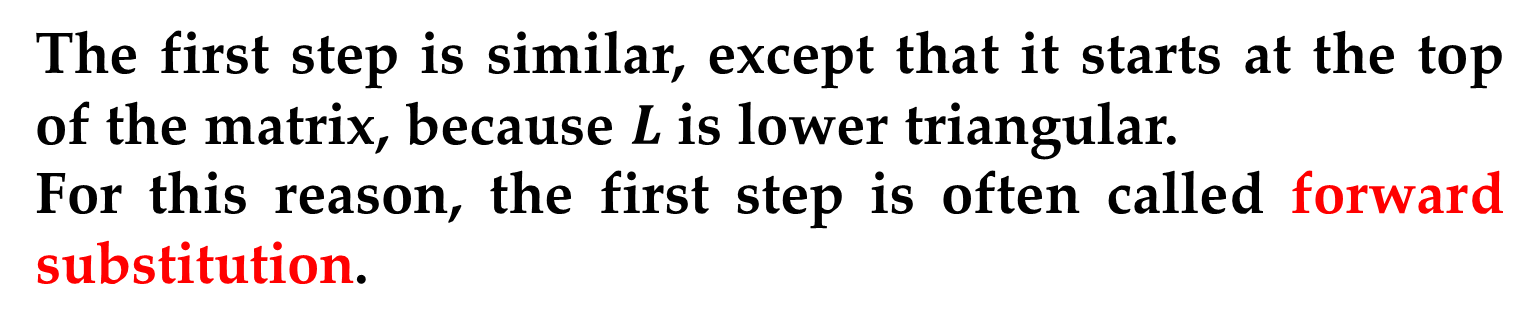 The first step is similar, except that it starts at the top
of the matrix, because L is lower triangular.
For this reason, the first step is often called forward
substitution.